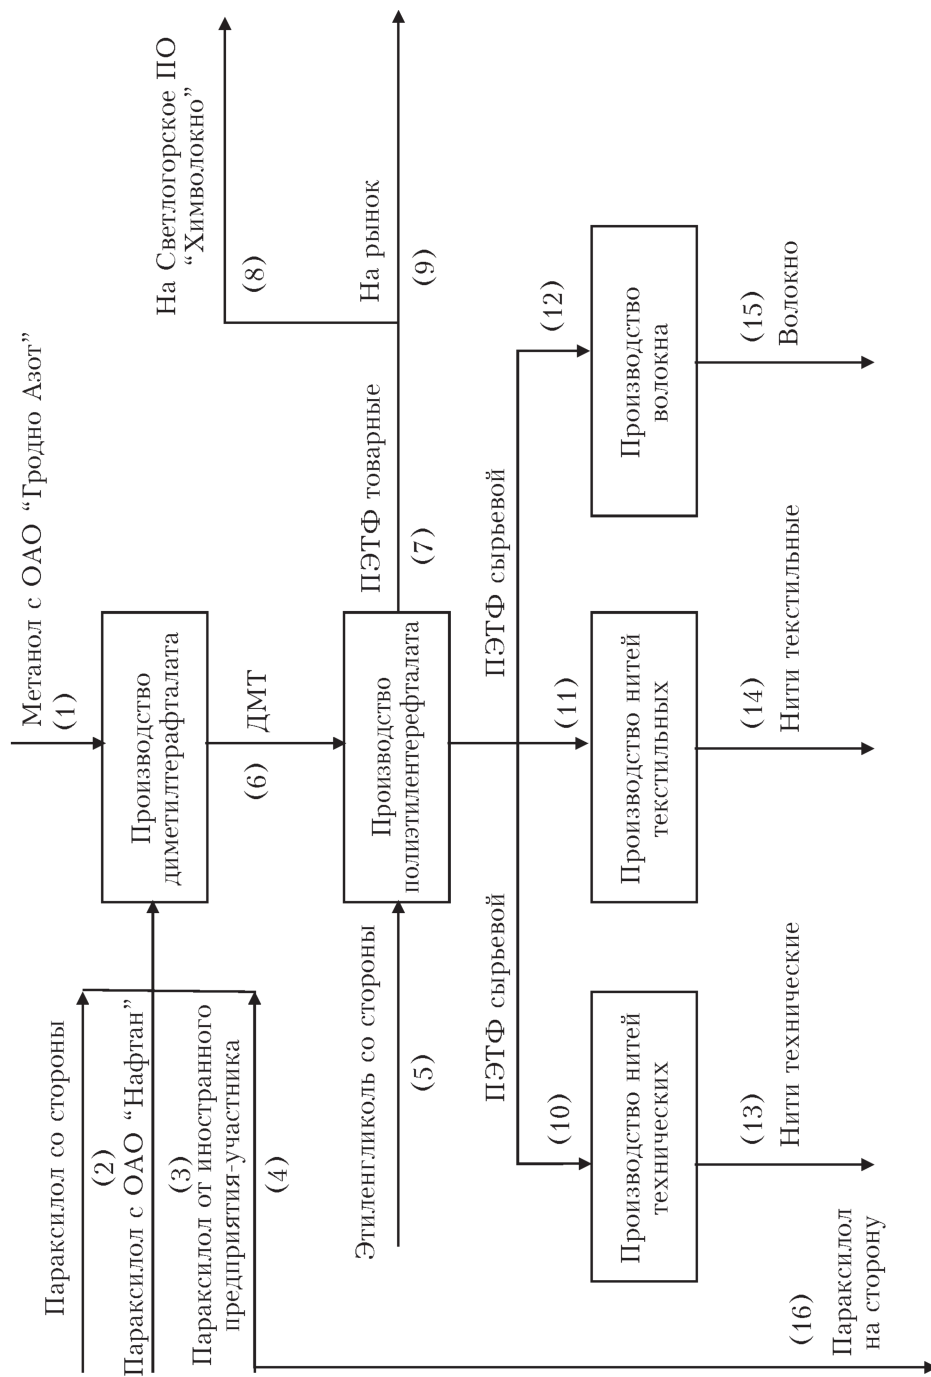 Метанол с ОАО “Гродно Азот”
(1)
Параксилол со стороны
(2)
Параксилол с ОАО “Нафтан”
(3)
Параксилол от иностранного
предприятия-участника
(4)
Производство
диметилтерафталата
(6)
ДМТ
На Светлогорское ПО
“Химволокно”
(8)
На рынок
(9)
ПЭТФ товарные
(7)
Этиленгликоль со стороны
(5)
Производство
полиэтилентерефталата
ПЭТФ сырьевой
ПЭТФ сырьевой
(10)
(11)
(12)
Производство нитей
технических
Производство нитей
текстильных
Производство
волокна
(13)
Нити технические
(14)
Нити текстильные
(15)
Волокно
(16)
Параксилол
на сторону